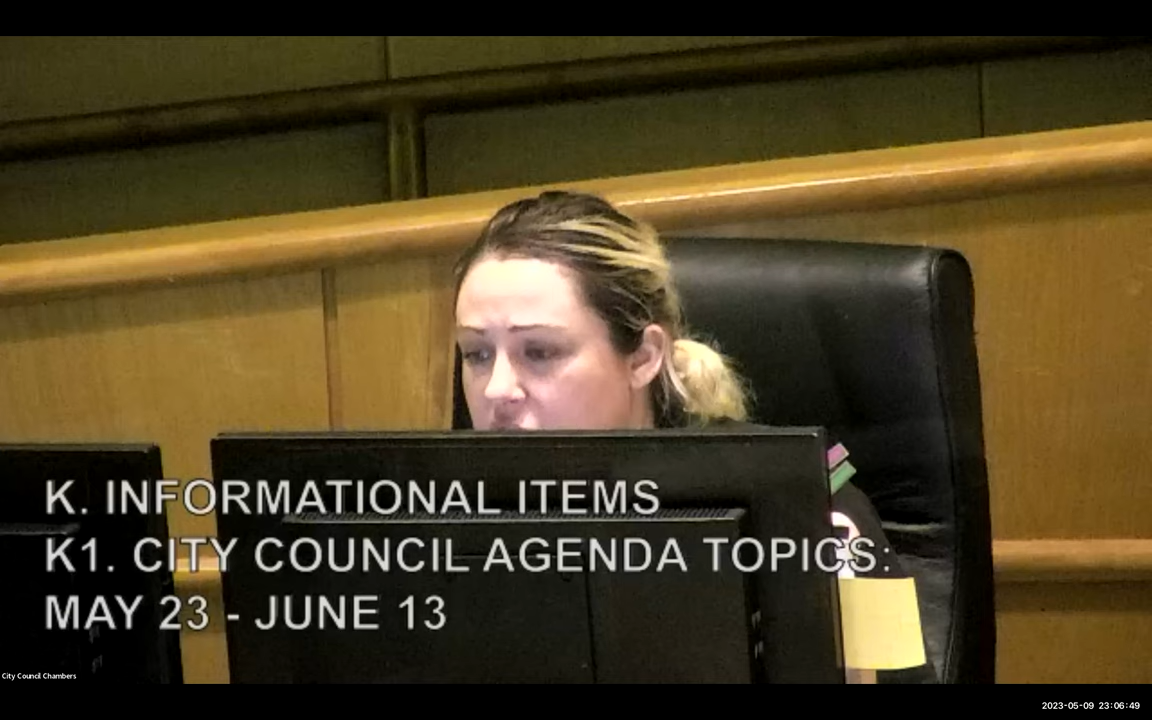 K. INFORMATIONAL ITEMS
K1. CITY COUNCIL AGENDA TOPICS:
MAY 23 - JUNE 13
City Council Chambers
2023-05-09 23:06:49